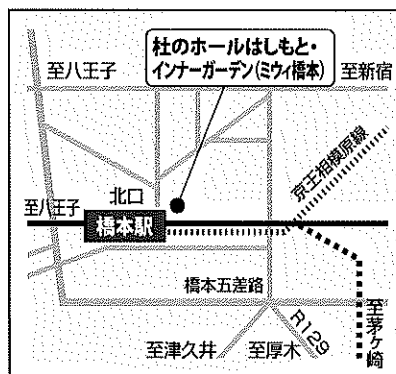 杜のホールはしもと・
インナーガーデン(ミウィ橋本)
至八王子
至新宿
京王相模原線
北口
至八王子
橋本駅
橋本五差路
至茅ヶ崎
R129
至津久井
至厚木